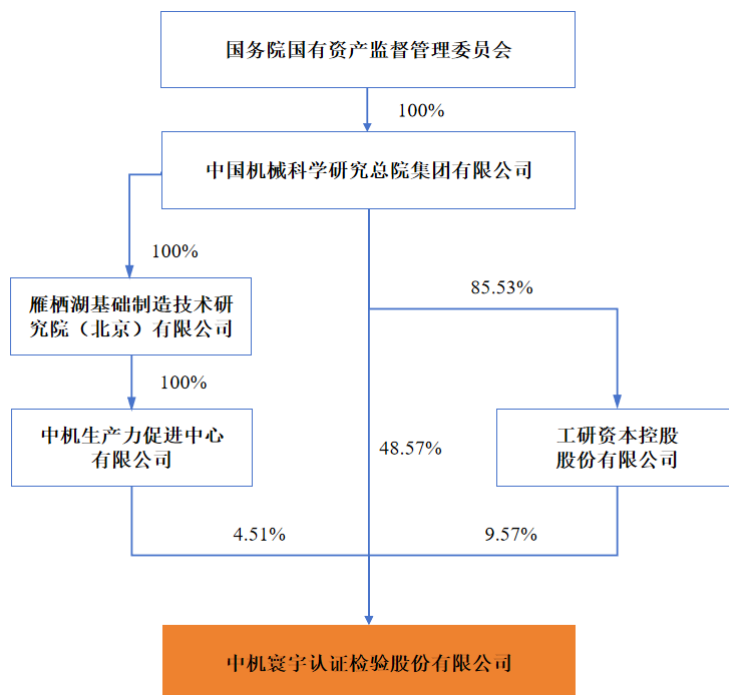 国务院国有资产监督管理委员会
100%
中国机械科学研究总院集团有限公司
100%
85.53%
雁栖湖基础制造技术研
究院（北京）有限公司
100%
中机生产力促进中心
有限公司
工研资本控股
股份有限公司
48.57%
4.51%
9.57%
中机寰宇认证检验股份有限公司